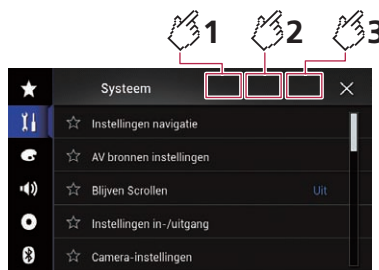 1 2 3
Systeem
Instellingen navigatie
AV bronnen instellingen
Blijven Scrollen Uit
Instellingen in-/uitgang
Camera-instellingen